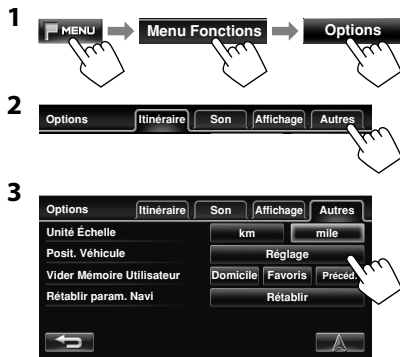 1
MENU Menu Fonctions Options
2
Options Itinéraire Son Affichage Autres
3
Options Itinéraire Son Affichage Autres
Unité Échelle km mile
Posit. Véhicule Réglage
Vider Mémoire Utilisateur Domicile Favoris Précéd.
Rétablir param. Navi Rétablir